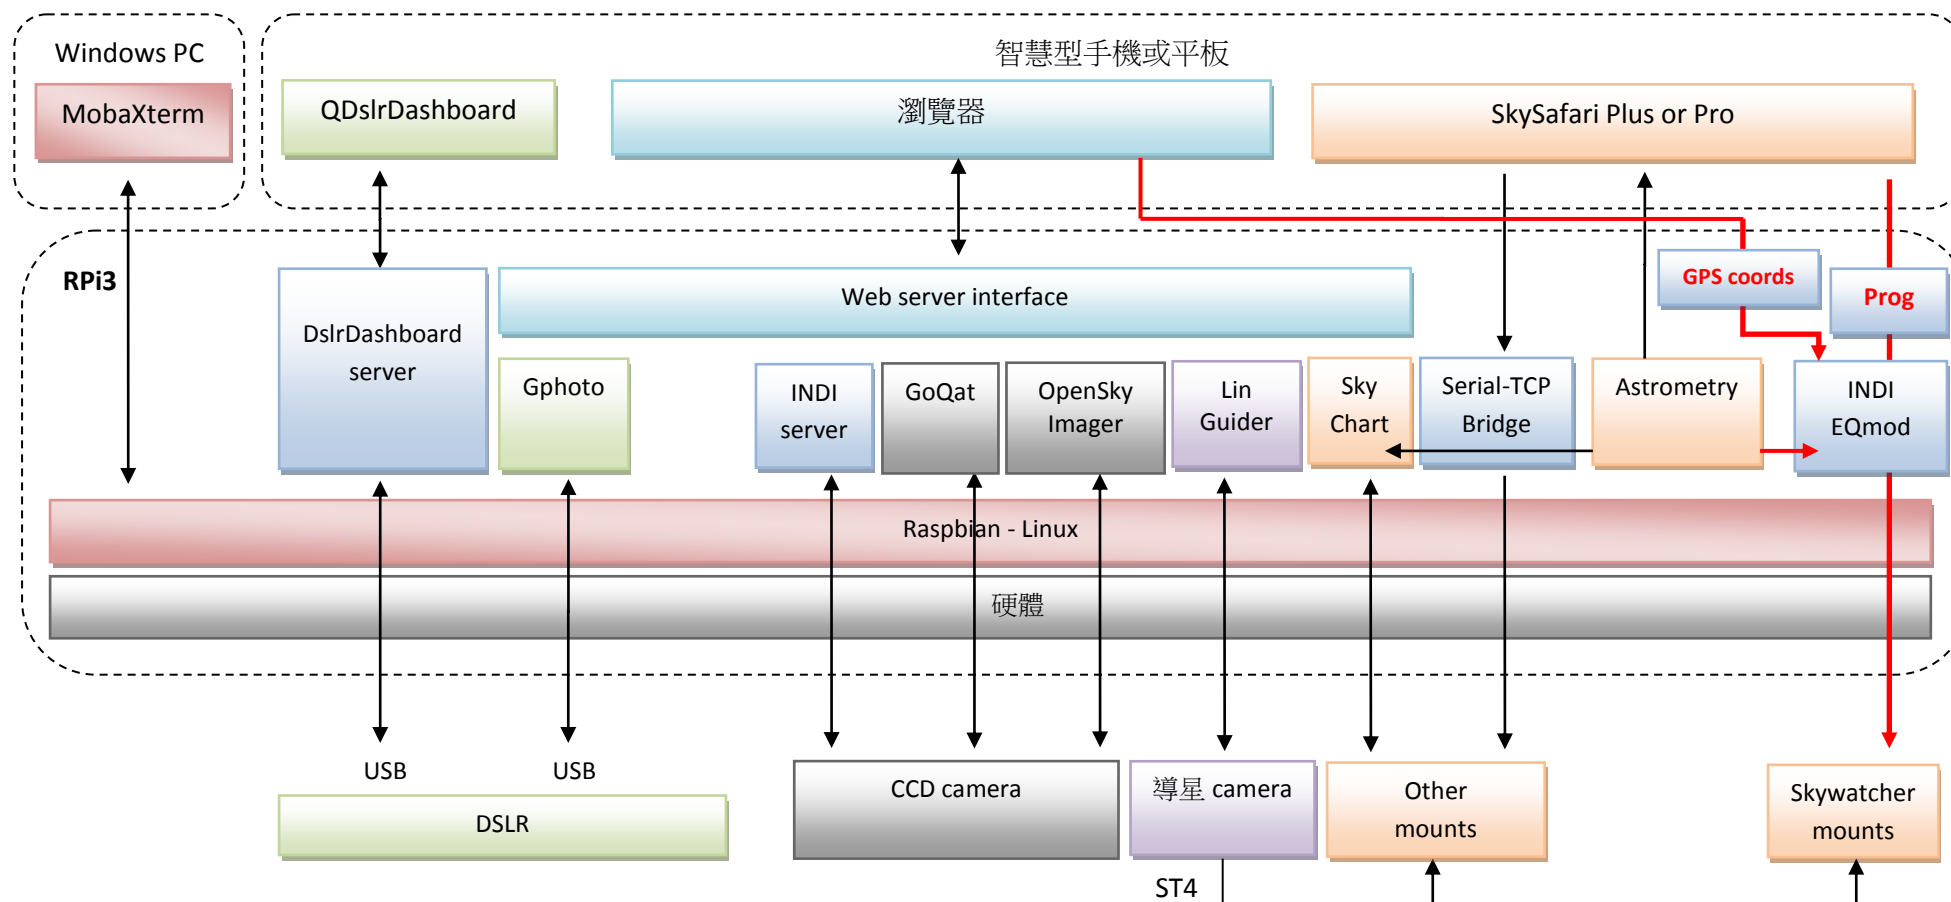 Windows PC
智慧型手機或平板
MobaXterm
QDslrDashboard
瀏覽器
SkySafari Plus or Pro
RPi3
DslrDashboard
server
Web server interface
GPS coords
Prog
Gphoto
INDI
server
GoQat
OpenSky
Imager
Lin
Guider
Sky
Chart
Serial-TCP
Bridge
Astrometry
INDI
EQmod
Raspbian - Linux
硬體
USB
USB
DSLR
CCD camera
導星 camera
Other
mounts
Skywatcher
mounts
ST4